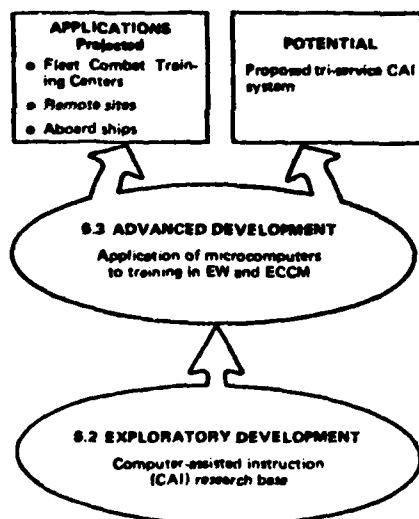 APPLICATIONS
Projected
• Fleet Combat Train-
ing Centers
• Remote sites
• Aboard ships
POTENTIAL
Proposed tri-service CAI
system
6.3 ADVANCED DEVELOPMENT
Application of microcomputers
to training in EW and ECCM
6.2 EXPLORATORY DEVELOPMENT
Computer-assisted instruction
(CAI) research base